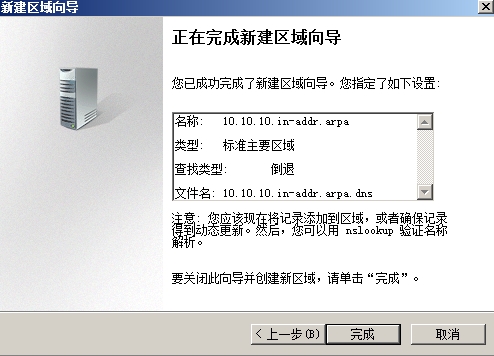 新建区域向导
正在完成新建区域向导
您已成功完成了新建区域向导。您指定了如下设置:
名称: 10.10.10.in-addr.arpa
类型: 标准主要区域
查找类型: 倒退
文件名: 10.10.10.in-addr.arpa.dns
注意: 您应该现在将记录添加到区域，或者确保记录
得到动态更新。然后，您可以用 nslookup 验证名称
解析。
要关闭此向导并创建新区域，请单击“完成”。
< 上一步(B) 完成 取消